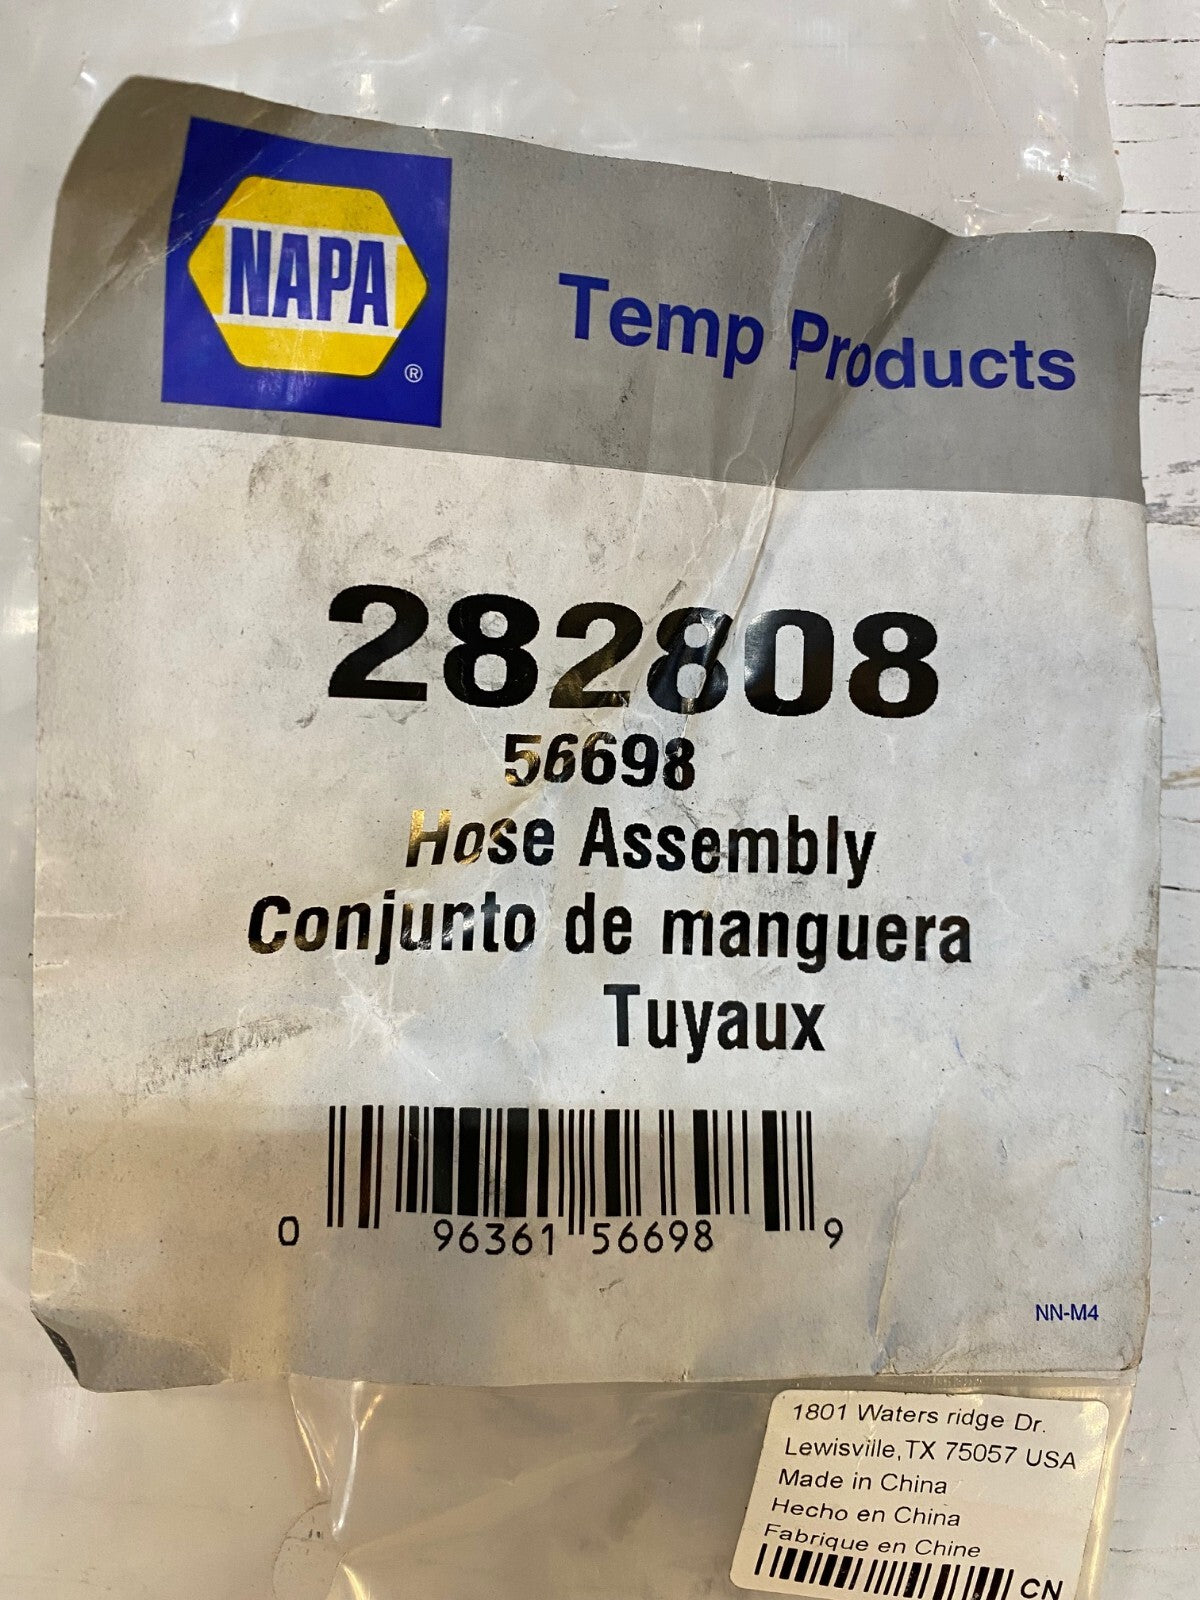 NAPA
®
Temp Products
282808
56698
Hose Assembly
Conjunto de manguera
Tuyaux
0 96361 56698 9
NN-M4
1801 Waters ridge Dr.
Lewisville,TX 75057 USA
Made in China
Hecho en China
Fabrique en Chine
CN